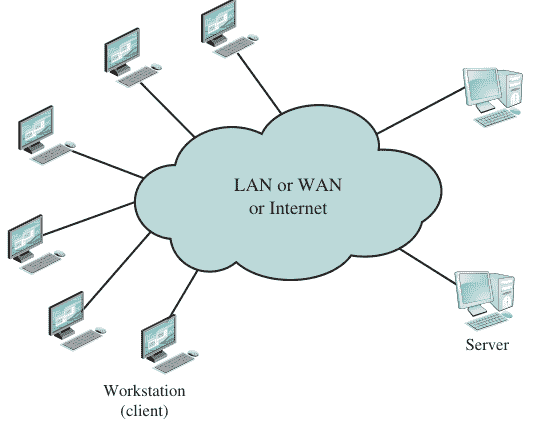 LAN or WAN
or Internet
Server
Workstation
(client)